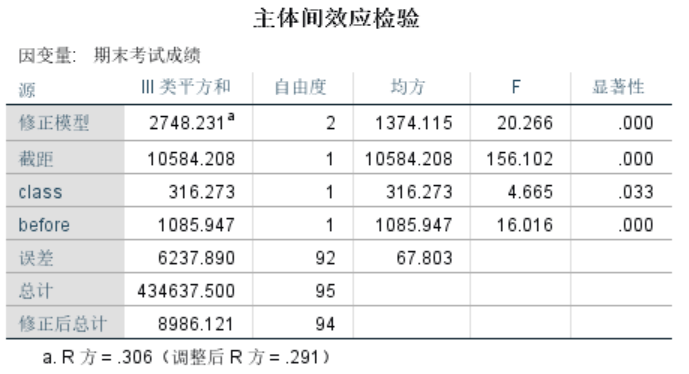 主体间效应检验
因变量: 期末考试成绩
源 III 类平方和 自由度 均方 F 显著性
修正模型 2748.231a 2 1374.115 20.266 .000
截距 10584.208 1 10584.208 156.102 .000
class 316.273 1 316.273 4.665 .033
before 1085.947 1 1085.947 16.016 .000
误差 6237.890 92 67.803
总计 434637.500 95
修正后总计 8986.121 94
a. R 方 = .306（调整后 R 方 = .291）